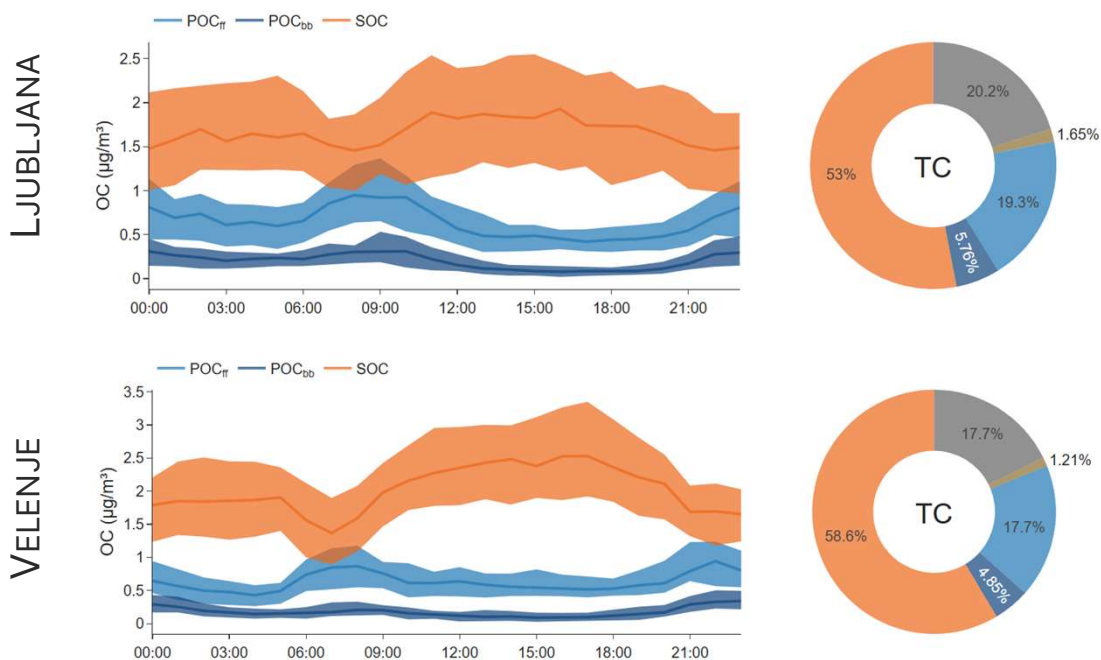 LJUBLJANA
POCff POCbb SOC
OC (µg/m³)
2.5
2
1.5
1
0.5
0
00:00 03:00 06:00 09:00 12:00 15:00 18:00 21:00
TC
20.2%
1.65%
19.3%
5.76%
53%
VELENJE
POCff POCbb SOC
OC (µg/m³)
3.5
3
2.5
2
1.5
1
0.5
0
00:00 03:00 06:00 09:00 12:00 15:00 18:00 21:00
TC
17.7%
1.21%
17.7%
4.85%
58.6%